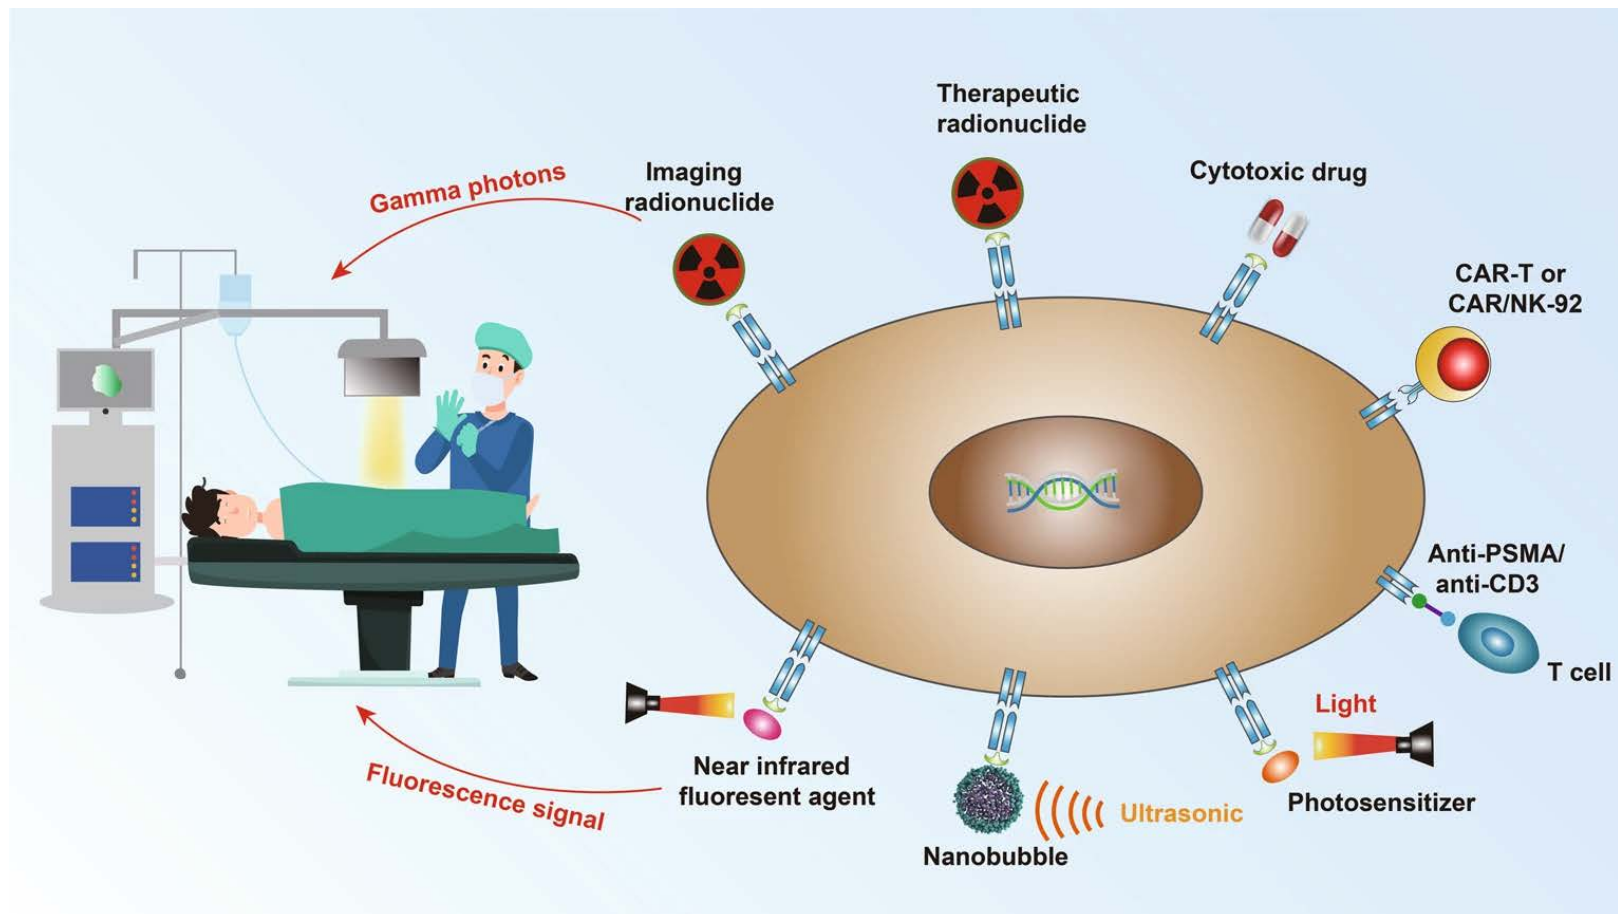 Therapeutic
radionuclide
Imaging
radionuclide
Gamma photons
Cytotoxic drug
CAR-T or
CAR/NK-92
Anti-PSMA/
anti-CD3
T cell
Light
Photosensitizer
Ultrasonic
Nanobubble
Near infrared
fluoresent agent
Fluorescence signal